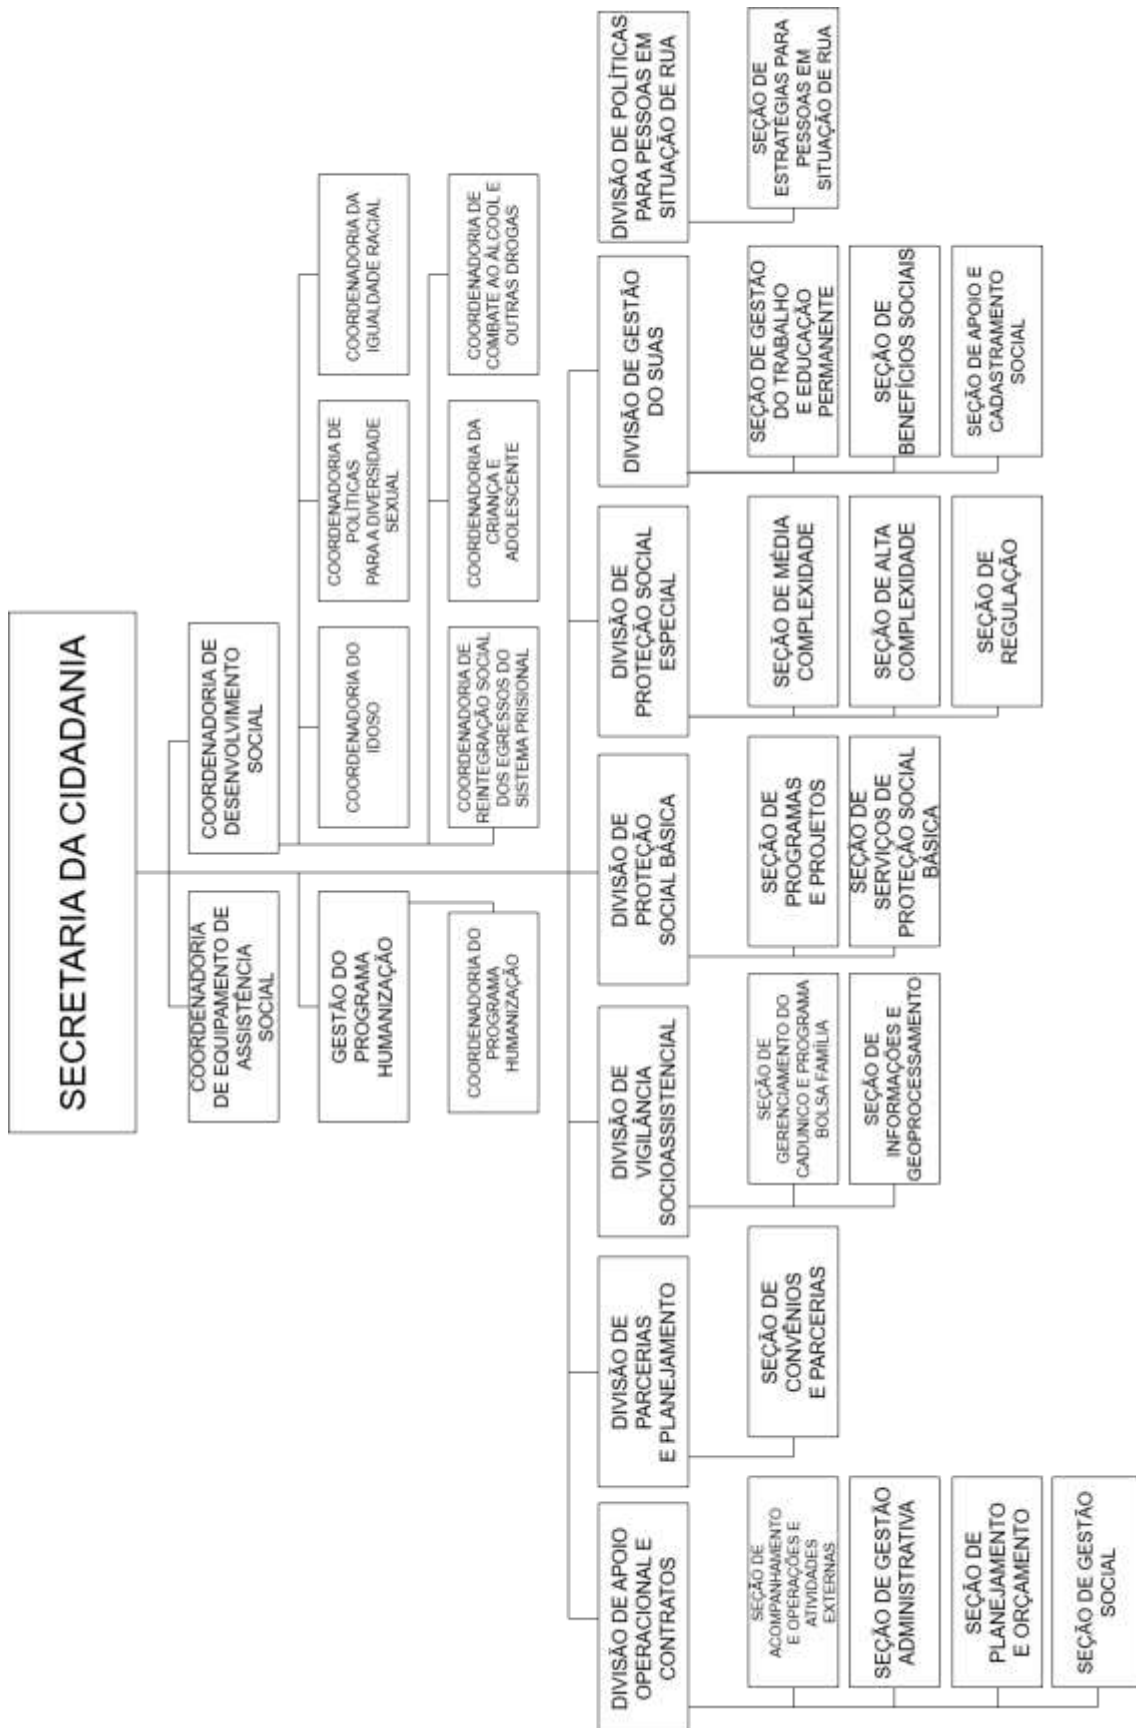 SECRETARIA DA CIDADANIA
COORDENADORIA
DE EQUIPAMENTO DE
ASSISTÊNCIA
SOCIAL
COORDENADORIA DE
DESENVOLVIMENTO
SOCIAL
GESTÃO DO
PROGRAMA
HUMANIZAÇÃO
COORDENADORIA DO
IDOSO
COORDENADORIA DE
POLÍTICAS
PARA A DIVERSIDADE
SEXUAL
COORDENADORIA DA
IGUALDADE RACIAL
COORDENADORIA DO
PROGRAMA
HUMANIZAÇÃO
COORDENADORIA DE
REINTEGRAÇÃO SOCIAL
DOS EGRESSOS DO
SISTEMA PRISIONAL
COORDENADORIA DA
CRIANÇA E
ADOLESCENTE
COORDENADORIA DE
COMBATE AO ÁLCOOL E
OUTRAS DROGAS
DIVISÃO DE APOIO
OPERACIONAL E
CONTRATOS
DIVISÃO DE
PARCERIAS
E PLANEJAMENTO
DIVISÃO DE
VIGILÂNCIA
SOCIOASSISTENCIAL
DIVISÃO DE
PROTEÇÃO
SOCIAL BÁSICA
DIVISÃO DE
PROTEÇÃO SOCIAL
ESPECIAL
DIVISÃO DE GESTÃO
DO SUAS
DIVISÃO DE POLÍTICAS
PARA PESSOAS EM
SITUAÇÃO DE RUA
SEÇÃO DE
ACOMPANHAMENTO
E OPERAÇÕES E
ATIVIDADES
EXTERNAS
SEÇÃO DE
CONVÊNIOS
E PARCERIAS
SEÇÃO DE
GERENCIAMENTO DO
CADUNICO E PROGRAMA
BOLSA FAMÍLIA
SEÇÃO DE
PROGRAMAS
E PROJETOS
SEÇÃO DE MÉDIA
COMPLEXIDADE
SEÇÃO DE GESTÃO
DO TRABALHO
E EDUCAÇÃO
PERMANENTE
SEÇÃO DE
ESTRATÉGIAS PARA
PESSOAS EM
SITUAÇÃO DE RUA
SEÇÃO DE GESTÃO
ADMINISTRATIVA
SEÇÃO DE
INFORMAÇÕES E
GEOPROCESSAMENTO
SEÇÃO DE
SERVIÇOS DE
PROTEÇÃO SOCIAL
BÁSICA
SEÇÃO DE ALTA
COMPLEXIDADE
SEÇÃO DE
BENEFÍCIOS SOCIAIS
SEÇÃO DE
PLANEJAMENTO
E ORÇAMENTO
SEÇÃO DE
REGULAÇÃO
SEÇÃO DE APOIO E
CADASTRAMENTO
SOCIAL
SEÇÃO DE GESTÃO
SOCIAL